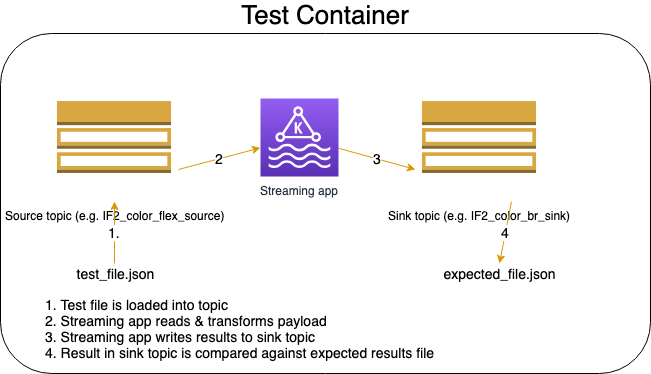 Test Container
K
2
3
Streaming app
Source topic (e.g. IF2_color_flex_source)
Sink topic (e.g. IF2_color_br_sink)
1.
4
test_file.json
expected_file.json
1. Test file is loaded into topic
2. Streaming app reads & transforms payload
3. Streaming app writes results to sink topic
4. Result in sink topic is compared against expected results file